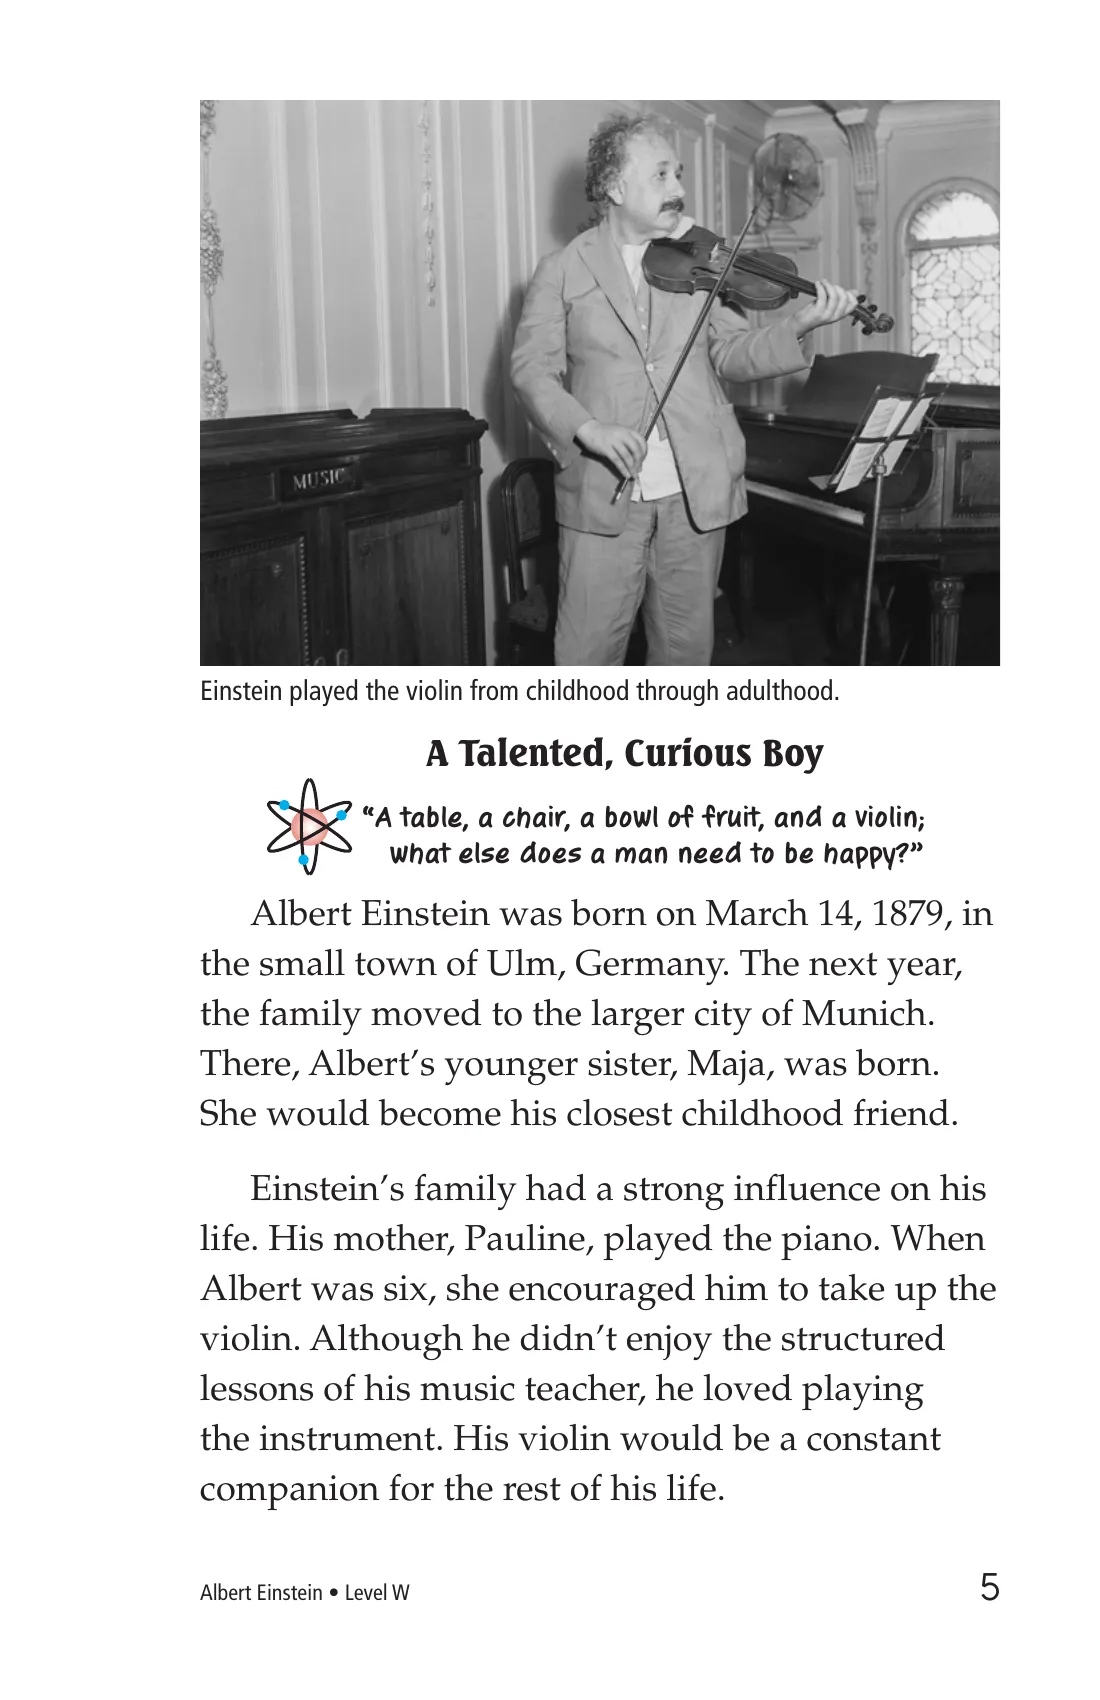 MUSIC
Einstein played the violin from childhood through adulthood.
A Talented, Curious Boy
“A table, a chair, a bowl of fruit, and a violin;
what else does a man need to be happy?”
Albert Einstein was born on March 14, 1879, in
the small town of Ulm, Germany. The next year,
the family moved to the larger city of Munich.
There, Albert’s younger sister, Maja, was born.
She would become his closest childhood friend.
Einstein’s family had a strong influence on his
life. His mother, Pauline, played the piano. When
Albert was six, she encouraged him to take up the
violin. Although he didn’t enjoy the structured
lessons of his music teacher, he loved playing
the instrument. His violin would be a constant
companion for the rest of his life.
Albert Einstein • Level W
5